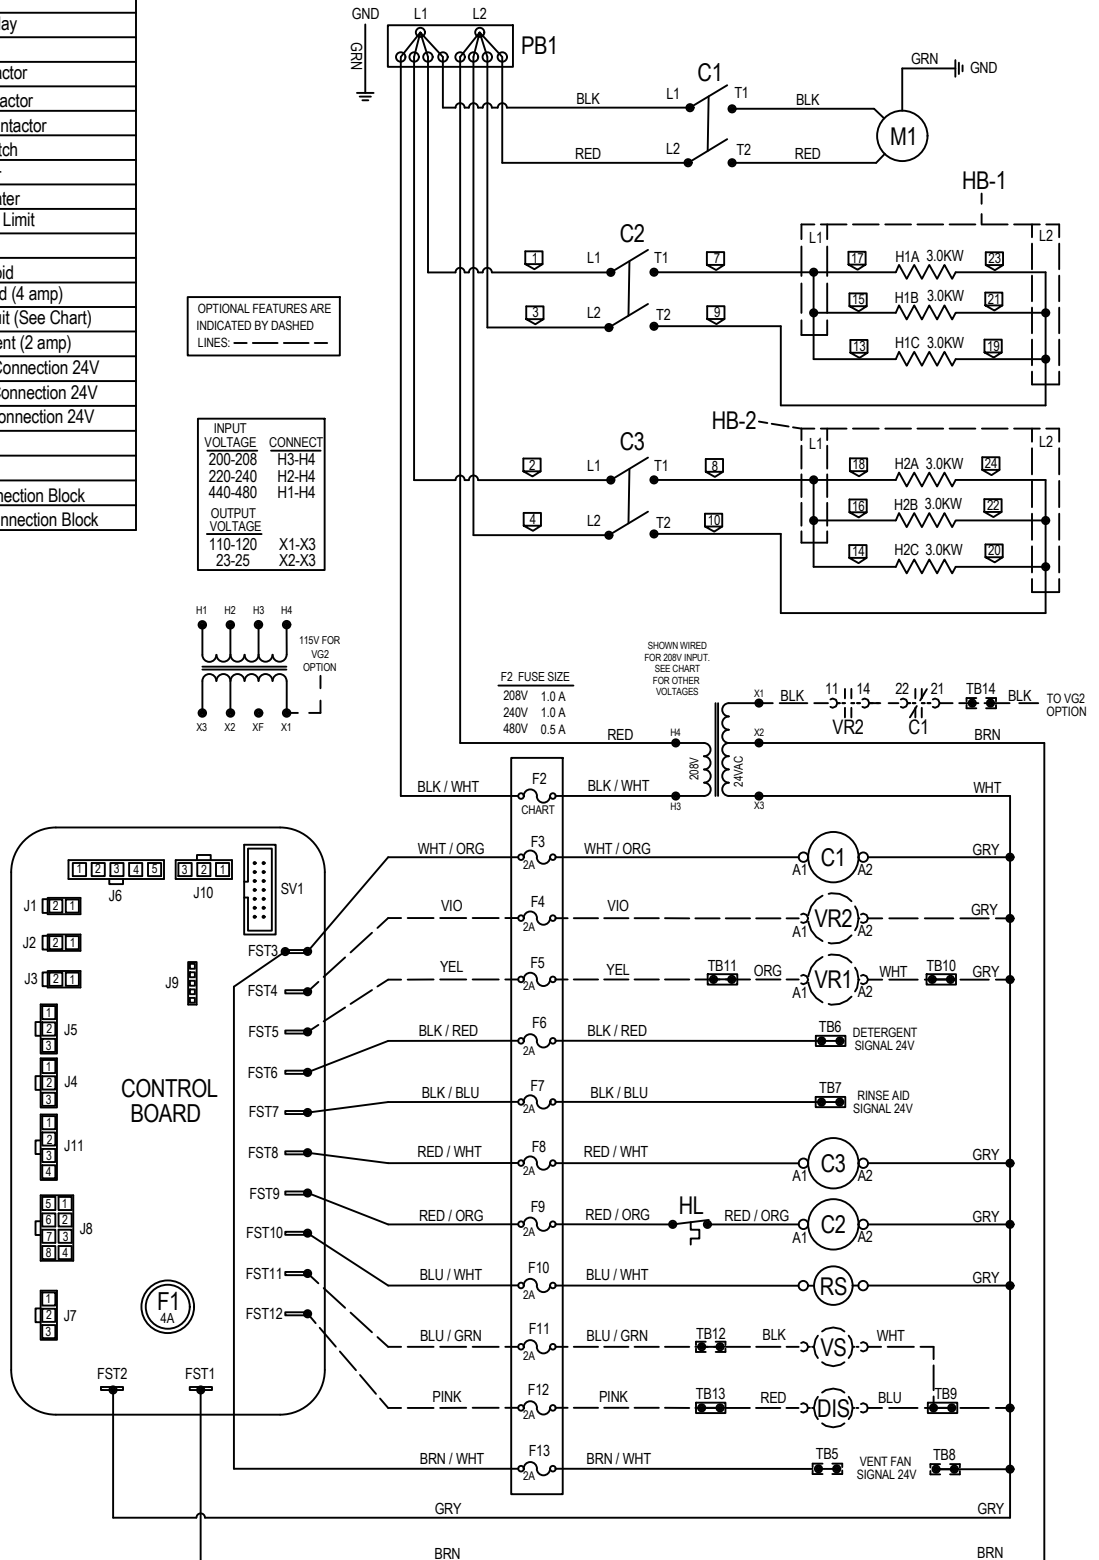 lay
actor
actor
ntactor
tch
ater
Limit
oid
d (4 amp)
uit (See Chart)
ent (2 amp)
Connection 24V
Connection 24V
onnection 24V
nection Block
nnection Block
GND
GRN
L1 L2
PB1
BLK L1 C1 T1 BLK
RED L2 T2 RED
M1
GRN GND
HB-1
1 L1 C2 T1 7
3 L2 T2 9
L1 L2
17 H1A 3.0KW 23
15 H1B 3.0KW 21
13 H1C 3.0KW 19
OPTIONAL FEATURES ARE
INDICATED BY DASHED
LINES:
HB-2
2 L1 C3 T1 8
4 L2 T2 10
L1 L2
18 H2A 3.0KW 24
16 H2B 3.0KW 22
14 H2C 3.0KW 20
INPUT
VOLTAGE CONNECT
200-208 H3-H4
220-240 H2-H4
440-480 H1-H4
OUTPUT
VOLTAGE
110-120 X1-X3
23-25 X2-X3
H1 H2 H3 H4
115V FOR
VG2
OPTION
X3 X2 XF X1
F2 FUSE SIZE
208V 1.0 A
240V 1.0 A
480V 0.5 A
SHOWN WIRED
FOR 208V INPUT.
SEE CHART
FOR OTHER
VOLTAGES
X1 BLK 11 14 VR2 22 21 C1 TB14 BLK TO VG2
OPTION
RED H4 208V 24VAC X2 BRN
BLK / WHT F2 CHART BLK / WHT H3 X3 WHT
WHT / ORG F3 2A WHT / ORG A1 C1 A2 GRY
VIO F4 2A VIO A1 VR2 A2 GRY
YEL F5 2A YEL TB11 ORG A1 VR1 A2 WHT TB10 GRY
BLK / RED F6 2A BLK / RED TB6 DETERGENT
SIGNAL 24V
BLK / BLU F7 2A BLK / BLU TB7 RINSE AID
SIGNAL 24V
RED / WHT F8 2A RED / WHT A1 C3 A2 GRY
RED / ORG F9 2A RED / ORG HL RED / ORG A1 C2 A2 GRY
BLU / WHT F10 2A BLU / WHT RS GRY
BLU / GRN F11 2A BLU / GRN TB12 BLK VS WHT
PINK F12 2A PINK TB13 RED DIS BLU TB9
BRN / WHT F13 2A BRN / WHT TB5 VENT FAN
SIGNAL 24V TB8
GRY GRY
BRN BRN
1 2 3 4 5
J6
3 2 1
J10
SV1
J1 2 1
J2 2 1
J3 2 1
J9
1 2 3 J5
1 2 3 J4
1 2 3 4 J11
5 1
6 2
7 3
8 4
J8
1 2 3 J7
CONTROL
BOARD
F1
4A
FST3
FST4
FST5
FST6
FST7
FST8
FST9
FST10
FST11
FST12
FST2 FST1